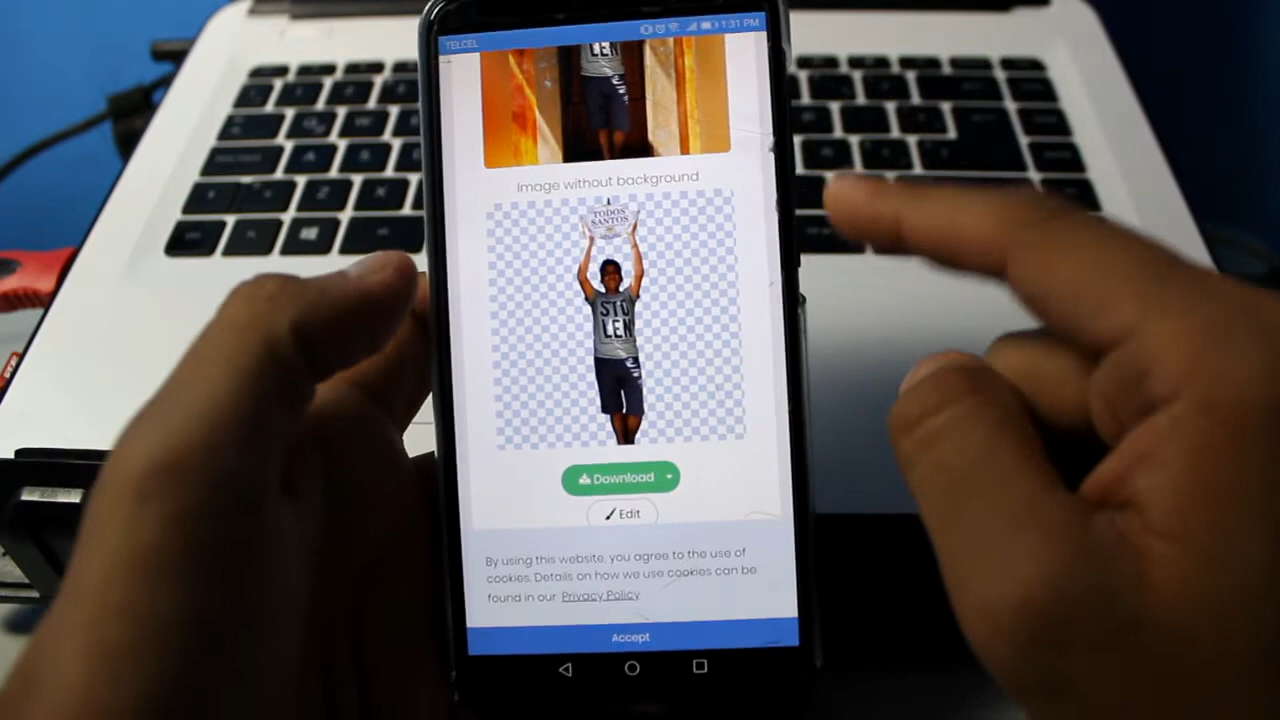 TELCEL
1:31 PM
LEN
Image without background
TODOS
SANTOS
STO
LEN
Download
Edit
By using this website, you agree to the use of
cookies. Details on how we use cookies can be
found in our Privacy Policy
Accept
Q
W
A
S
Z
X